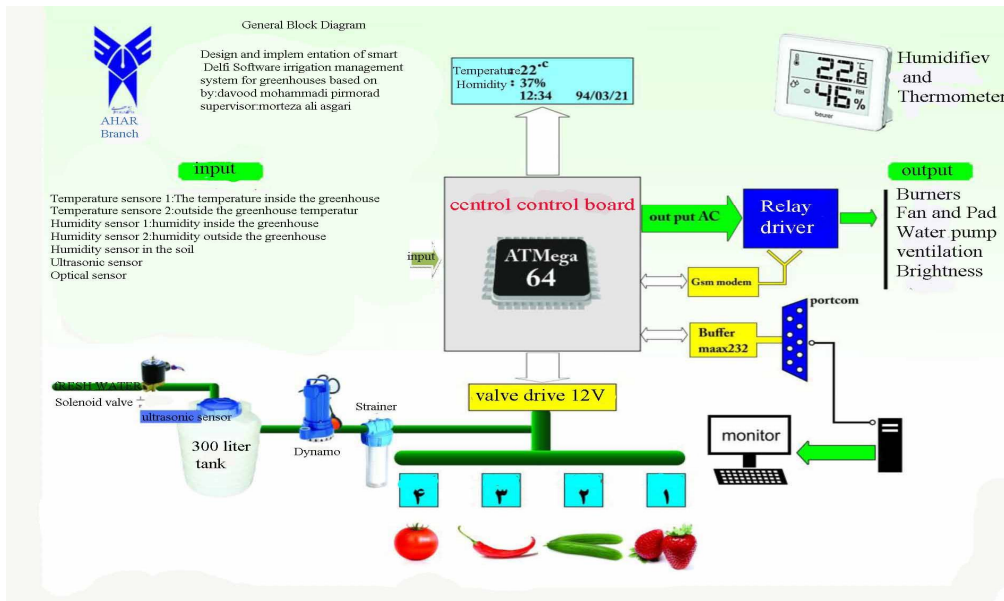 General Block Diagram
Design and implem entation of smart
Delfi Software irrigation management
system for greenhouses based on
by:davood mohammadi pirmorad
supervisor:morteza ali asgari
AHAR
Branch
Temperature:22°C
Homidity : 37%
12:34 94/03/21
22.8 °C
46% RH
beurer
Humidifiev
and
Thermometer
input
Temperature sensore 1:The temperature inside the greenhouse
Temperature sensore 2:outside the greenhouse temperatur
Humidity sensor 1:humidity inside the greenhouse
Humidity sensor 2:humidity outside the greenhouse
Humidity sensor in the soil
Ultrasonic sensor
Optical sensor
input
central control board
ATMega
64
out put AC
Relay
driver
output
Burners
Fan and Pad
Water pump
ventilation
Brightness
Gsm modem
Buffer
maax232
portcom
valve drive 12V
fRESH WATER
Solenoid valve
ultrasonic sensor
300 liter
tank
Dynamo
Strainer
monitor
۴ ۳ ۲ ۱